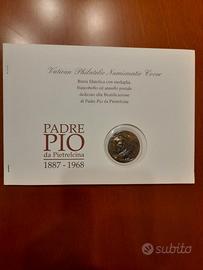 Vatican Philatelic Numismatic Cover
Busta filatelica con medaglia,
francobollo ed annullo postale
dedicato alla Beatificazione
di Padre Pio da Pietrelcina
PADRE
PIO
da Pietrelcina
1887 - 1968
subito